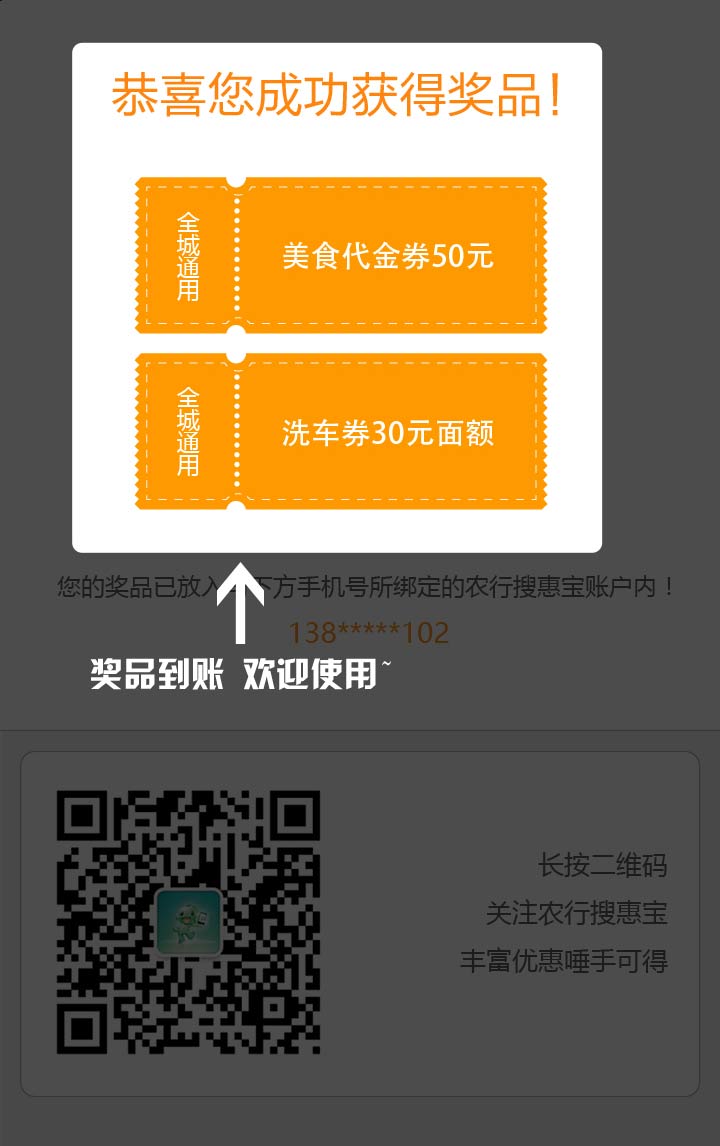 恭喜您成功获得奖品！
全城通用
美食代金券50元
全城通用
洗车券30元面额
您的奖品已放入 下方手机号所绑定的农行搜惠宝账户内！
138*****102
奖品到账 欢迎使用~
长按二维码
关注农行搜惠宝
丰富优惠唾手可得